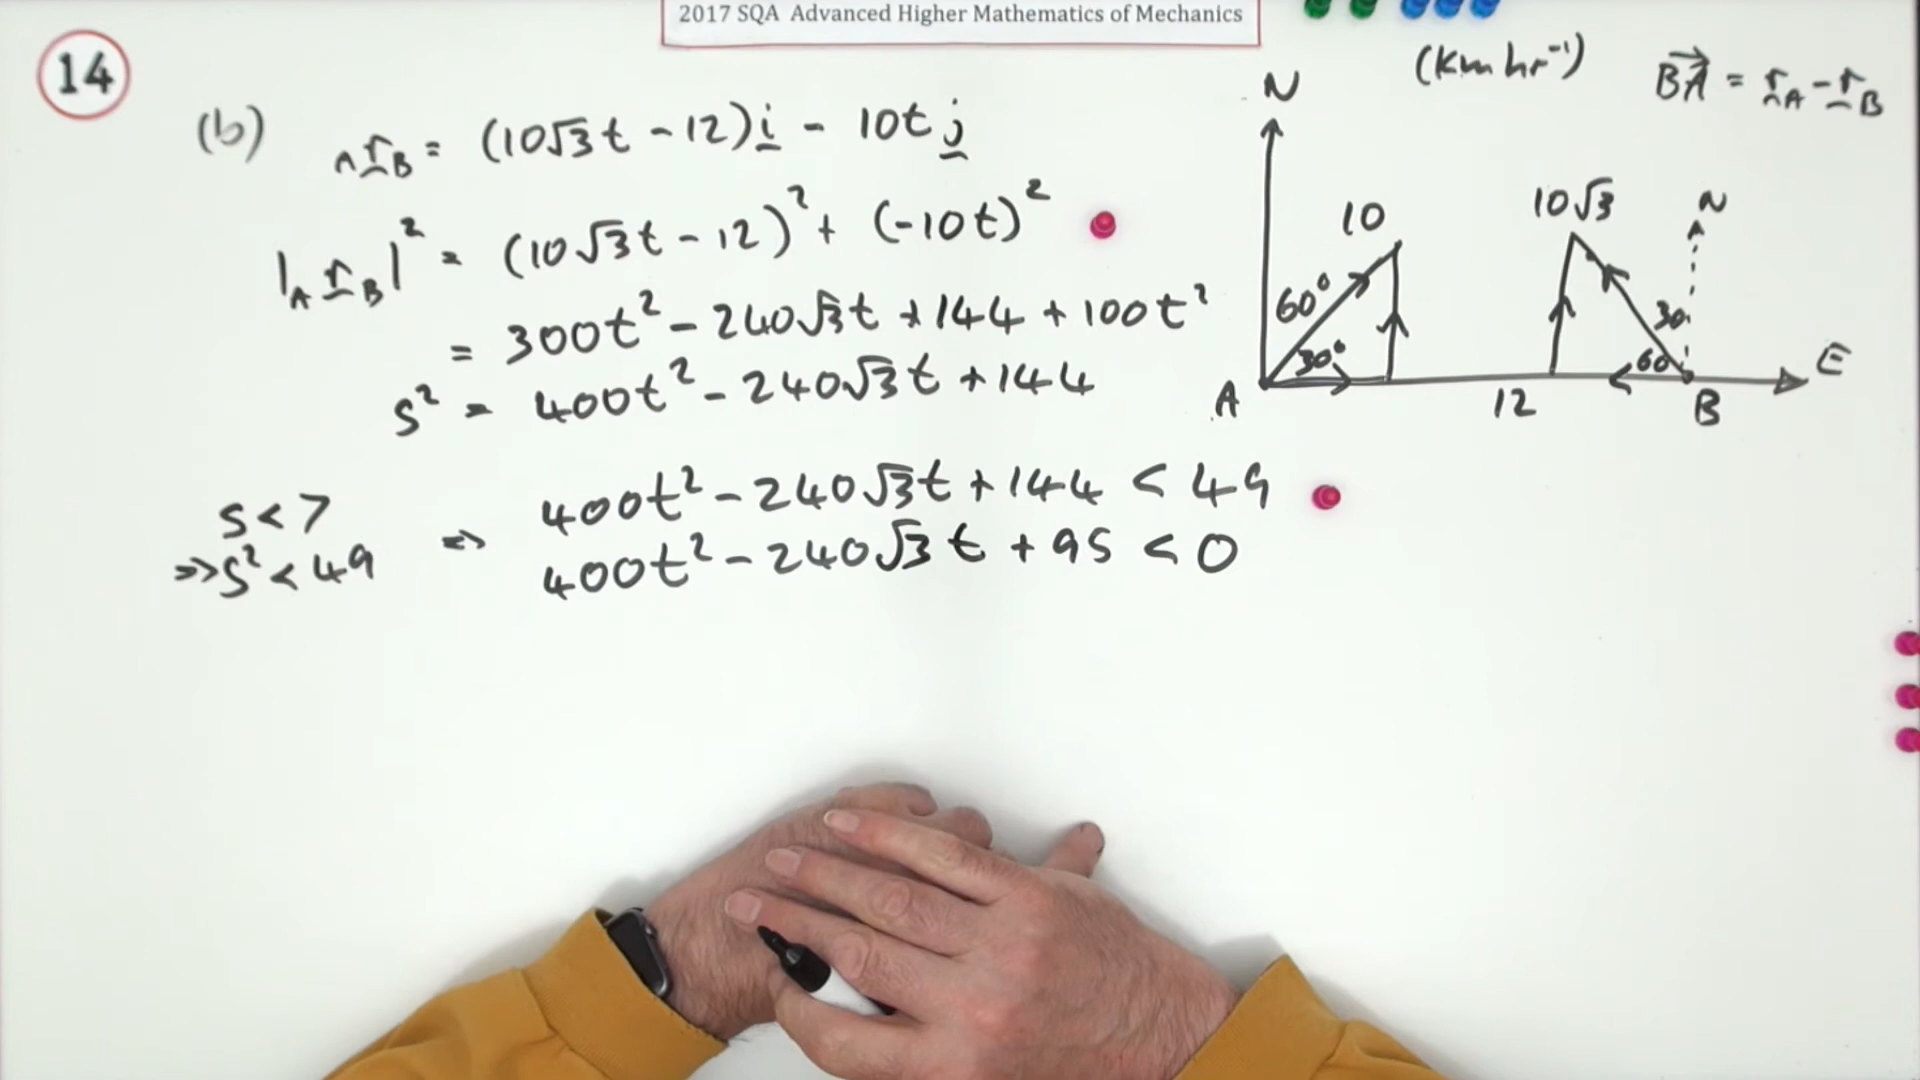 2017 SQA Advanced Higher Mathematics of Mechanics
14
(b) ArB = (10√3t - 12)i - 10tj
|ArB|² = (10√3t - 12)² + (-10t)²
= 300t² - 240√3t + 144 + 100t²
S² = 400t² - 240√3t + 144
S < 7
⇒ S² < 49
⇒ 400t² - 240√3t + 144 < 49
400t² - 240√3t + 95 < 0
(Km hr⁻¹)
BA→ = rA - rB
N
10
60°
30°
A
10√3
N
30
60
12
B
E